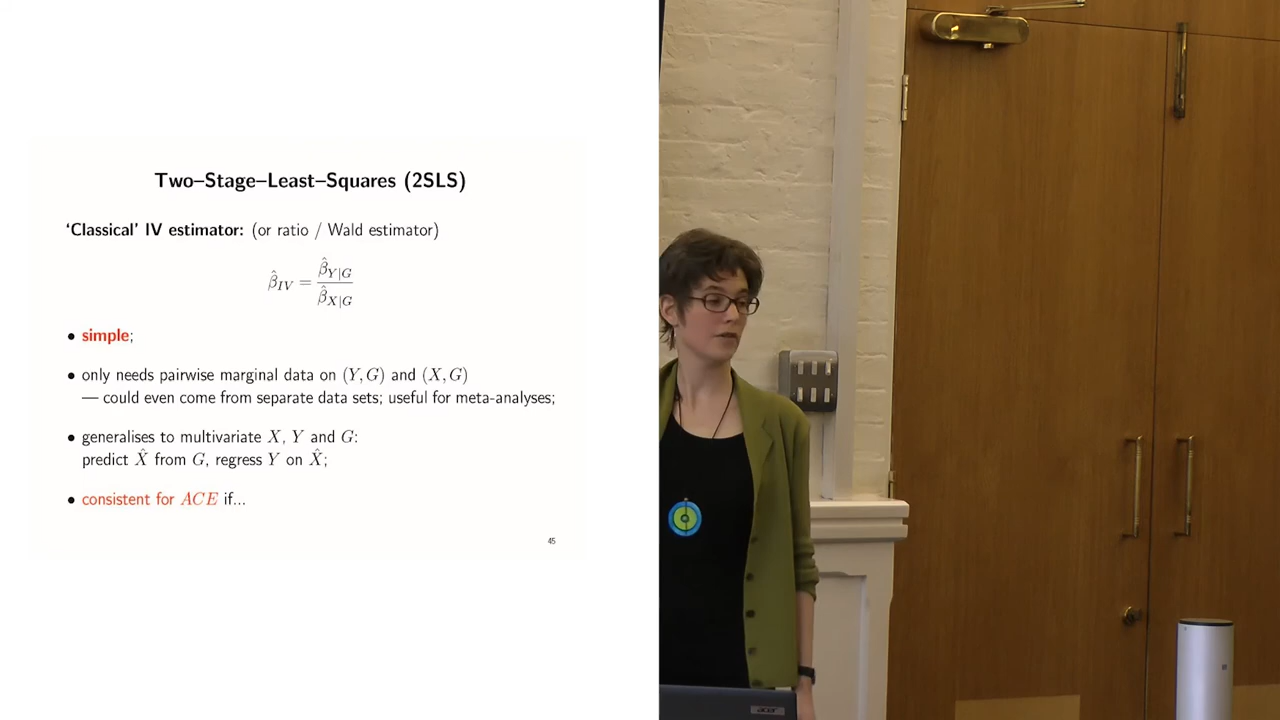 Two–Stage–Least–Squares (2SLS)
‘Classical’ IV estimator: (or ratio / Wald estimator)
β̂_IV = β̂_Y|G / β̂_X|G
• simple;
• only needs pairwise marginal data on (Y, G) and (X, G)
— could even come from separate data sets; useful for meta-analyses;
• generalises to multivariate X, Y and G:
predict X̂ from G, regress Y on X̂;
• consistent for ACE if...
45
acer